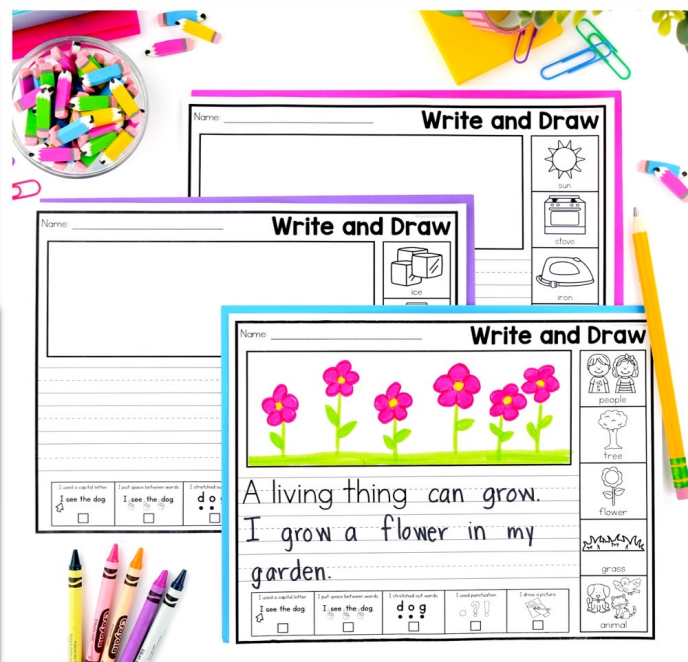 Name: Write and Draw
sun
stove
iron
Name: Write and Draw
ice
I used a capital letter.
I see the dog.
I put space between words.
I see the dog.
I stretched ou
do
Name: Write and Draw
people
tree
flower
grass
animal
A living thing can grow.
I grow a flower in my
garden.
I used a capital letter.
I see the dog.
I put space between words.
I see the dog.
I stretched out words.
dog
I used punctuation.
. ? !
I drew a picture.
Crayola
Crayola